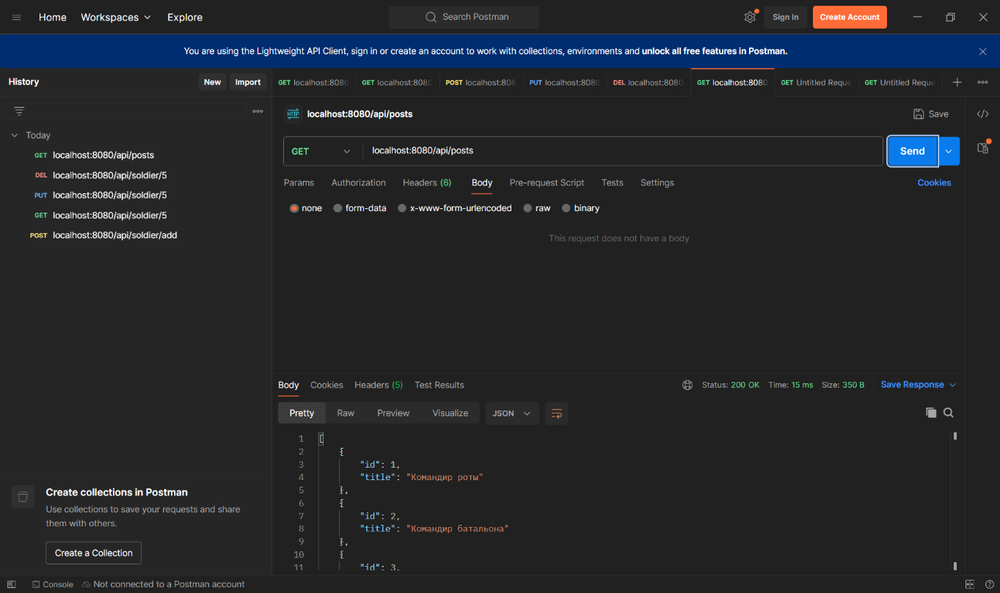 Home Workspaces Explore Search Postman Sign In Create Account
You are using the Lightweight API Client, sign in or create an account to work with collections, environments and unlock all free features in Postman.
History New Import
GET localhost:8080 GET localhost:8080 POST localhost:808 PUT localhost:8080 DEL localhost:8080 GET localhost:8080 GET Untitled Reque GET Untitled Reque
HTTP localhost:8080/api/posts Save
Today
GET localhost:8080/api/posts
DEL localhost:8080/api/soldier/5
PUT localhost:8080/api/soldier/5
GET localhost:8080/api/soldier/5
POST localhost:8080/api/soldier/add
GET localhost:8080/api/posts Send
Params Authorization Headers (6) Body Pre-request Script Tests Settings Cookies
none form-data x-www-form-urlencoded raw binary
This request does not have a body
Body Cookies Headers (5) Test Results Status: 200 OK Time: 15 ms Size: 350 B Save Response
Pretty Raw Preview Visualize JSON
1 [
2 {
3 "id": 1,
4 "title": "Командир роты"
5 },
6 {
7 "id": 2,
8 "title": "Командир батальона"
9 },
10 {
11 "id": 3,
Create collections in Postman
Use collections to save your requests and share
them with others.
Create a Collection
Console Not connected to a Postman account